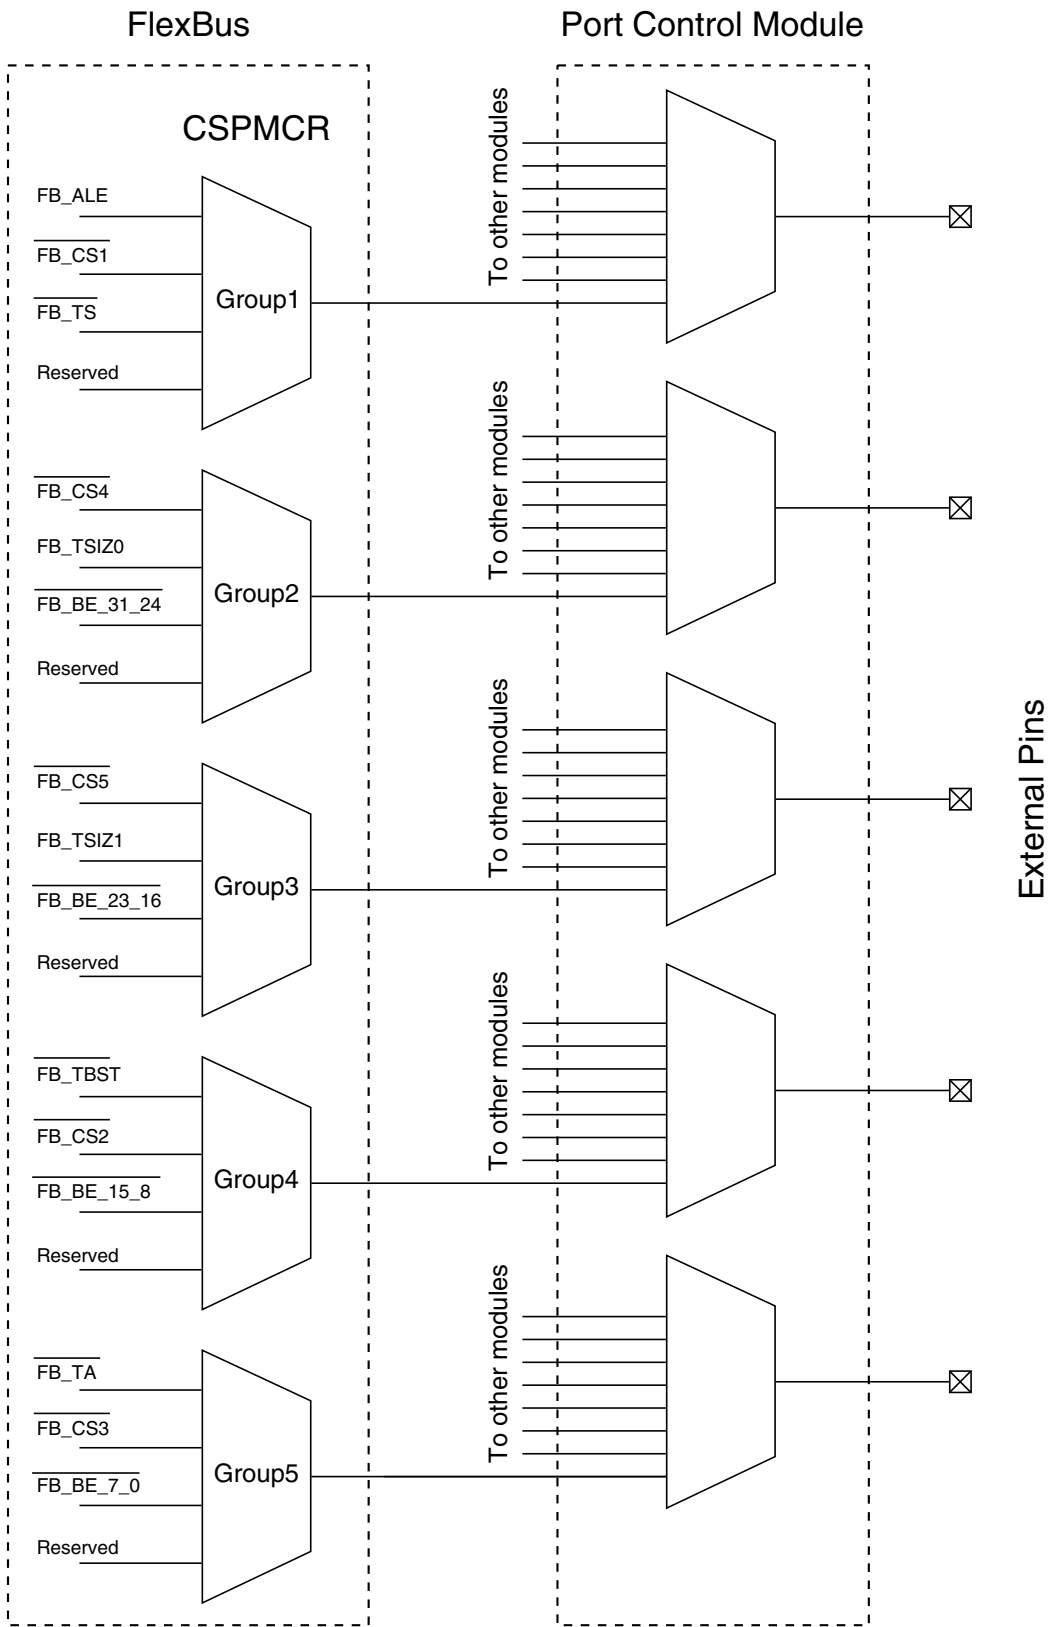 FlexBus
Port Control Module
CSPMCR
FB_ALE
FB_CS1
FB_TS
Reserved
Group1
To other modules
FB_CS4
FB_TSIZ0
FB_BE_31_24
Reserved
Group2
To other modules
FB_CS5
FB_TSIZ1
FB_BE_23_16
Reserved
Group3
To other modules
External Pins
FB_TBST
FB_CS2
FB_BE_15_8
Reserved
Group4
To other modules
FB_TA
FB_CS3
FB_BE_7_0
Reserved
Group5
To other modules